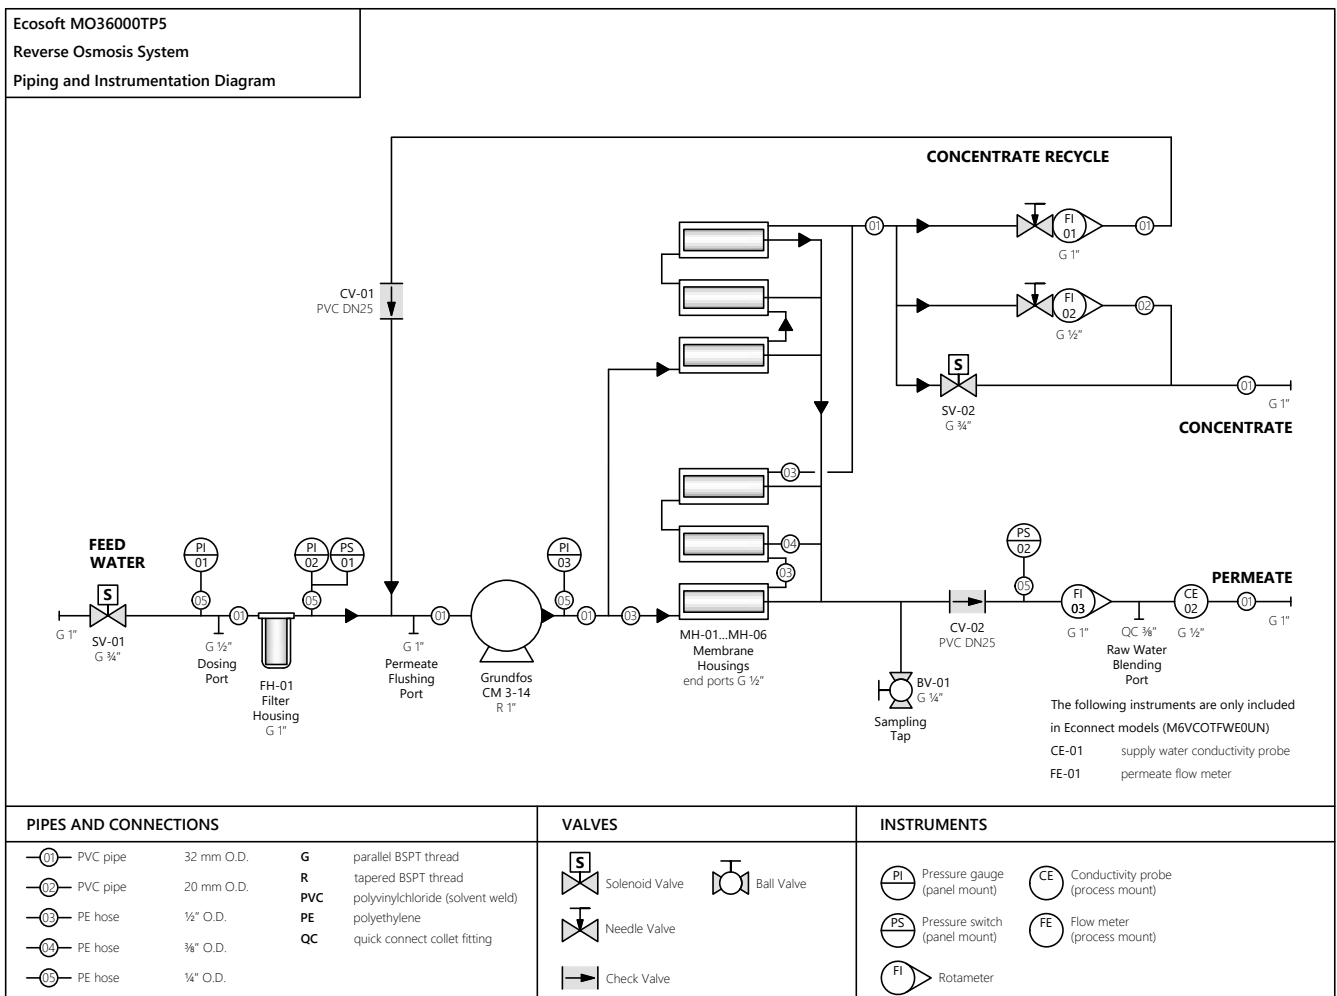 Ecosoft MO36000TP5
Reverse Osmosis System
Piping and Instrumentation Diagram
CONCENTRATE RECYCLE
01
FI
01
01
G 1"
CV-01
PVC DN25
FI
02
02
G ½"
S
SV-02
G ¾"
01
G 1"
CONCENTRATE
03
04
03
FEED
WATER
S
G 1"
SV-01
G ¾"
PI
01
05
01
G ½"
Dosing
Port
FH-01
Filter
Housing
G 1"
PI
02
PS
01
05
G 1"
Permeate
Flushing
Port
01
Grundfos
CM 3-14
R 1"
PI
03
05
01
03
MH-01...MH-06
Membrane
Housings
end ports G ½"
BV-01
G ¼"
Sampling
Tap
CV-02
PVC DN25
PS
02
05
FI
03
G 1"
QC ⅜"
Raw Water
Blending
Port
CE
02
G ½"
PERMEATE
01
G 1"
The following instruments are only included
in Econnect models (M6VCOTFWE0UN)
CE-01 supply water conductivity probe
FE-01 permeate flow meter
PIPES AND CONNECTIONS
01 PVC pipe 32 mm O.D.
02 PVC pipe 20 mm O.D.
03 PE hose ½" O.D.
04 PE hose ⅜" O.D.
05 PE hose ¼" O.D.
G parallel BSPT thread
R tapered BSPT thread
PVC polyvinylchloride (solvent weld)
PE polyethylene
QC quick connect collet fitting
VALVES
S Solenoid Valve
Ball Valve
Needle Valve
Check Valve
INSTRUMENTS
PI Pressure gauge
(panel mount)
CE Conductivity probe
(process mount)
PS Pressure switch
(panel mount)
FE Flow meter
(process mount)
FI Rotameter